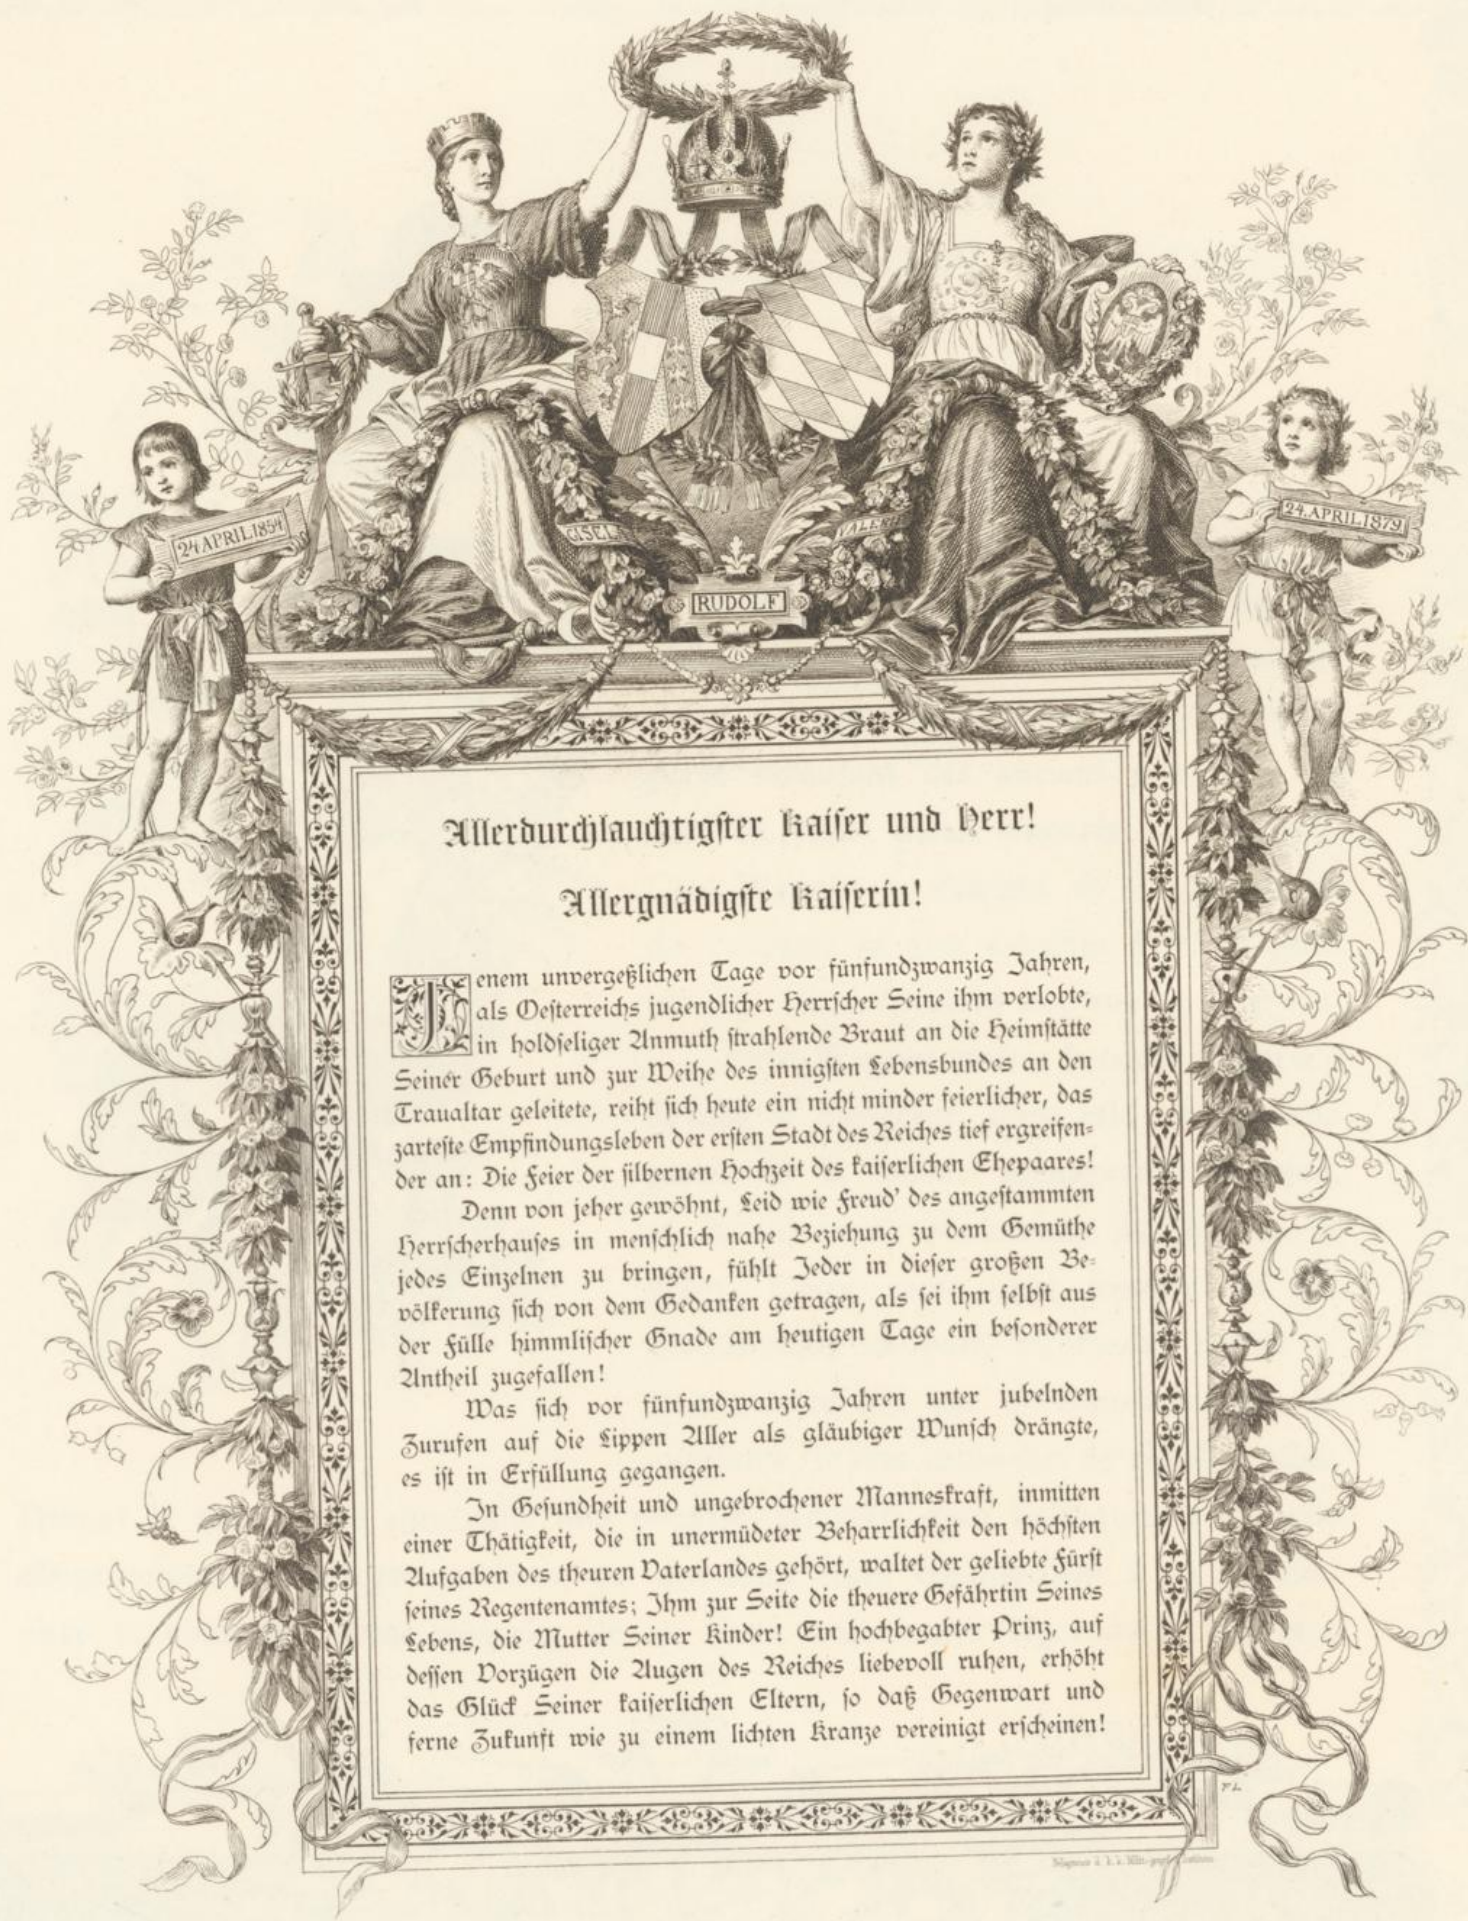 24 APRIL 1854
24. APRIL 1879
GISEL
VALERIE
RUDOLF
Allerdurchlauchtigſter Kaiſer und Herr!
Allergnädigſte Kaiſerin!
Jenem unvergeßlichen Tage vor fünfundzwanzig Jahren,
als Oeſterreichs jugendlicher Herrſcher Seine ihm verlobte,
in holdſeliger Anmuth ſtrahlende Braut an die Heimſtätte
Seiner Geburt und zur Weihe des innigſten Lebensbundes an den
Traualtar geleitete, reiht ſich heute ein nicht minder feierlicher, das
zarteſte Empfindungsleben der erſten Stadt des Reiches tief ergreifen-
der an: Die Feier der ſilbernen Hochzeit des kaiſerlichen Ehepaares!
Denn von jeher gewöhnt, Leid wie Freud' des angeſtammten
Herrſcherhauſes in menſchlich nahe Beziehung zu dem Gemüthe
jedes Einzelnen zu bringen, fühlt Jeder in dieſer großen Be-
völkerung ſich von dem Gedanken getragen, als ſei ihm ſelbſt aus
der Fülle himmliſcher Gnade am heutigen Tage ein beſonderer
Antheil zugefallen!
Was ſich vor fünfundzwanzig Jahren unter jubelnden
Zurufen auf die Lippen Aller als gläubiger Wunſch drängte,
es iſt in Erfüllung gegangen.
In Geſundheit und ungebrochener Manneskraft, inmitten
einer Thätigkeit, die in unermüdeter Beharrlichkeit den höchſten
Aufgaben des theuren Vaterlandes gehört, waltet der geliebte Fürſt
ſeines Regentenamtes; Ihm zur Seite die theuere Gefährtin Seines
Lebens, die Mutter Seiner Kinder! Ein hochbegabter Prinz, auf
deſſen Vorzügen die Augen des Reiches liebevoll ruhen, erhöht
das Glück Seiner kaiſerlichen Eltern, ſo daß Gegenwart und
ferne Zukunft wie zu einem lichten Kranze vereinigt erſcheinen!
F L